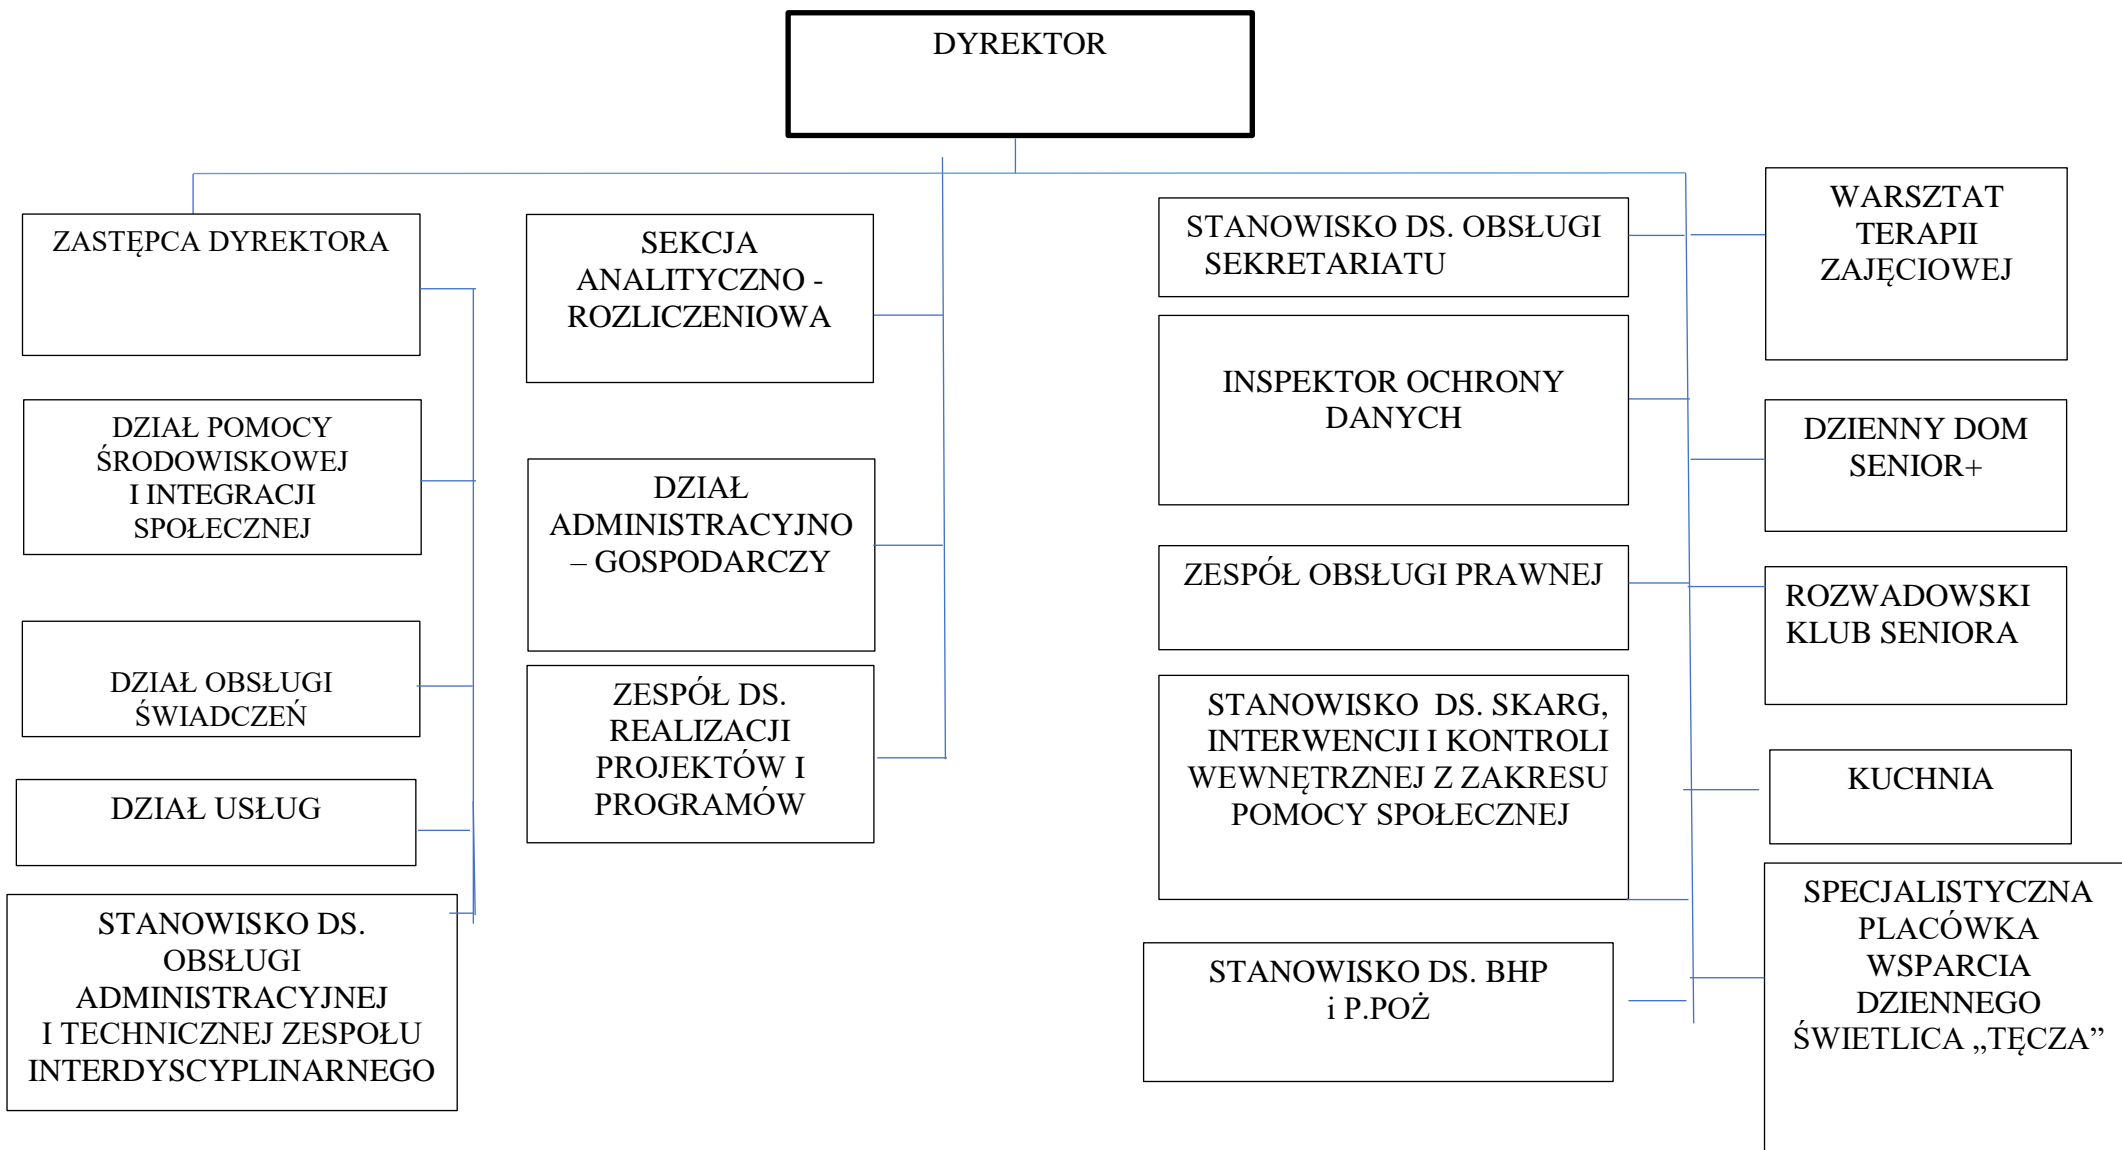 DYREKTOR
ZASTĘPCA DYREKTORA
DZIAŁ POMOCY
ŚRODOWISKOWEJ
I INTEGRACJI
SPOŁECZNEJ
DZIAŁ OBSŁUGI
ŚWIADCZEŃ
DZIAŁ USŁUG
STANOWISKO DS.
OBSŁUGI
ADMINISTRACYJNEJ
I TECHNICZNEJ ZESPOŁU
INTERDYSCYPLINARNEGO
SEKCJA
ANALITYCZNO -
ROZLICZENIOWA
DZIAŁ
ADMINISTRACYJNO
– GOSPODARCZY
ZESPÓŁ DS.
REALIZACJI
PROJEKTÓW I
PROGRAMÓW
STANOWISKO DS. OBSŁUGI
SEKRETARIATU
INSPEKTOR OCHRONY
DANYCH
ZESPÓŁ OBSŁUGI PRAWNEJ
STANOWISKO DS. SKARG,
INTERWENCJI I KONTROLI
WEWNĘTRZNEJ Z ZAKRESU
POMOCY SPOŁECZNEJ
STANOWISKO DS. BHP
i P.POŻ
WARSZTAT
TERAPII
ZAJĘCIOWEJ
DZIENNY DOM
SENIOR+
ROZWADOWSKI
KLUB SENIORA
KUCHNIA
SPECJALISTYCZNA
PLACÓWKA
WSPARCIA
DZIENNEGO
ŚWIETLICA „TĘCZA”